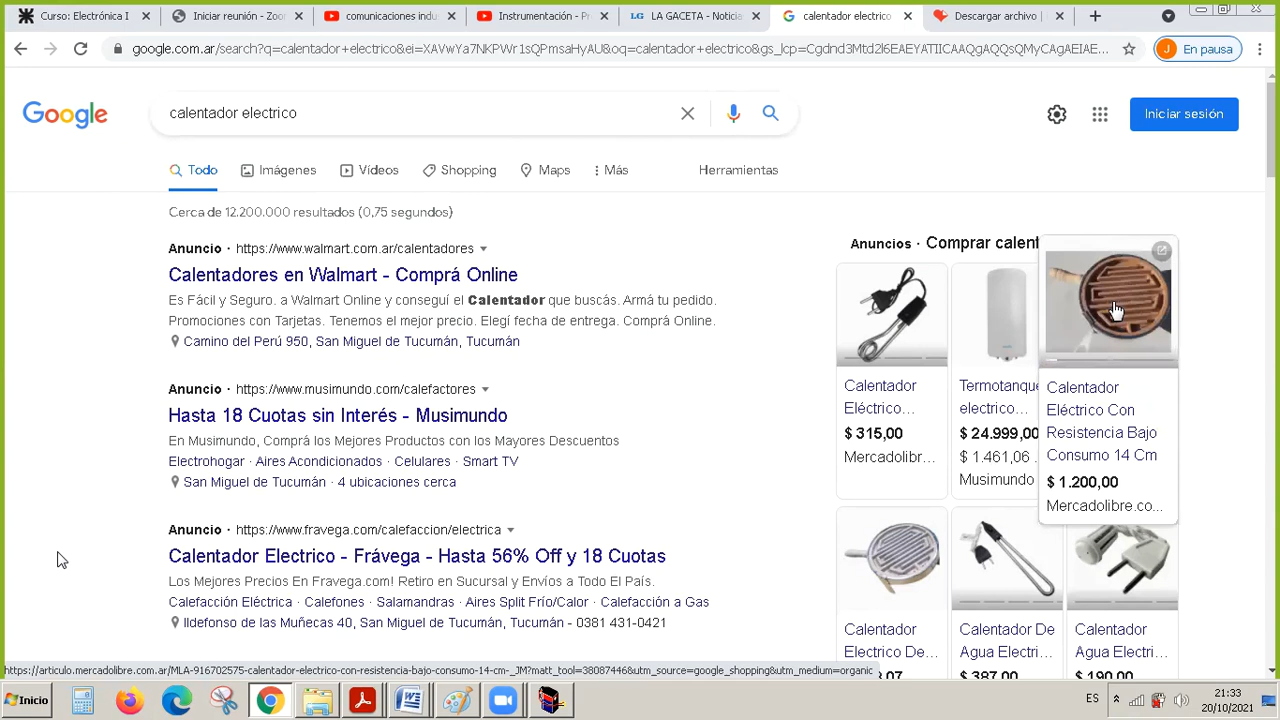 Curso: Electrónica I
Iniciar reunión - Zoo
comunicaciones indu
Instrumentación - Pr
LG LA GACETA - Noticia
calentador electrico
Descargar archivo |
google.com.ar/search?q=calentador+electrico&ei=XAVwYa7NKPWr1sQPmsaHyAU&oq=calentador+electrico&gs_lcp=Cgdnd3Mtd2l6EAEYATIICAAQgAQQsQMyCAgAEIAE...
J En pausa
Google
calentador electrico
Iniciar sesión
Todo
Imágenes
Vídeos
Shopping
Maps
Más
Herramientas
Cerca de 12.200.000 resultados (0,75 segundos)
Anuncio · https://www.walmart.com.ar/calentadores
Calentadores en Walmart - Comprá Online
Es Fácil y Seguro. a Walmart Online y conseguí el Calentador que buscás. Armá tu pedido.
Promociones con Tarjetas. Tenemos el mejor precio. Elegí fecha de entrega. Comprá Online.
Camino del Perú 950, San Miguel de Tucumán, Tucumán
Anuncio · https://www.musimundo.com/calefactores
Hasta 18 Cuotas sin Interés - Musimundo
En Musimundo, Comprá los Mejores Productos con los Mayores Descuentos
Electrohogar · Aires Acondicionados · Celulares · Smart TV
San Miguel de Tucumán · 4 ubicaciones cerca
Anuncio · https://www.fravega.com/calefaccion/electrica
Calentador Electrico - Frávega - Hasta 56% Off y 18 Cuotas
Los Mejores Precios En Fravega.com! Retiro en Sucursal y Envíos a Todo El País.
Calefacción Eléctrica · Calefones · Salamandras · Aires Split Frío/Calor · Calefacción a Gas
Ildefonso de las Muñecas 40, San Miguel de Tucumán, Tucumán - 0381 431-0421
Anuncios · Comprar calent
Calentador
Eléctrico...
$ 315,00
Mercadolibr...
Termotanque
electrico...
$ 24.999,00
$ 1.461,06 ..
Musimundo
Calentador
Eléctrico Con
Resistencia Bajo
Consumo 14 Cm
$ 1.200,00
Mercadolibre.co...
Calentador
Electrico De...
07
Calentador De
Agua Electri...
$ 387,00
Calentador
Agua Electri...
$ 190,00
https://articulo.mercadolibre.com.ar/MLA-916702575-calentador-electrico-con-resistencia-bajo-consumo-14-cm-_JM?matt_tool=38087446&utm_source=google_shopping&utm_medium=organic
Inicio
ES
21:33
20/10/2021